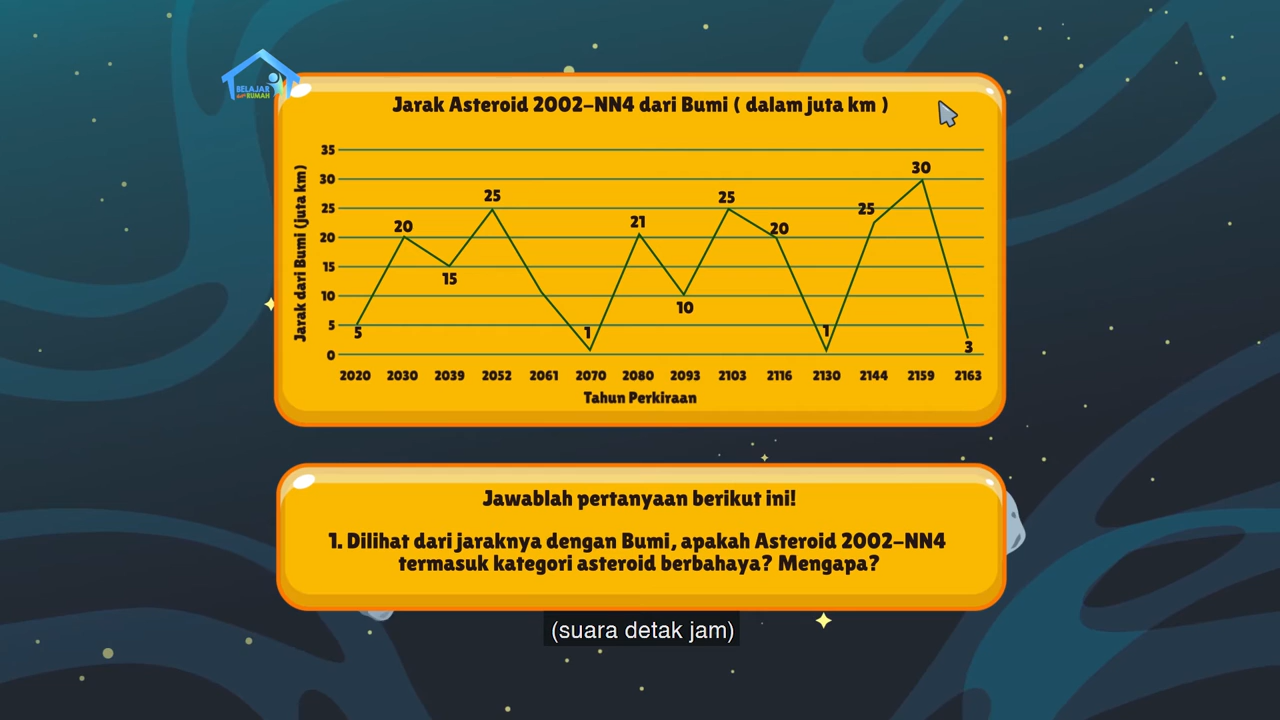 BELAJAR
dari RUMAH
Jarak Asteroid 2002-NN4 dari Bumi ( dalam juta km )
Jarak dari Bumi (juta km)
35
30
25
20
15
10
5
0
5
20
15
25
1
21
10
25
20
1
25
30
3
2020 2030 2039 2052 2061 2070 2080 2093 2103 2116 2130 2144 2159 2163
Tahun Perkiraan
Jawablah pertanyaan berikut ini!
1. Dilihat dari jaraknya dengan Bumi, apakah Asteroid 2002-NN4
termasuk kategori asteroid berbahaya? Mengapa?
(suara detak jam)